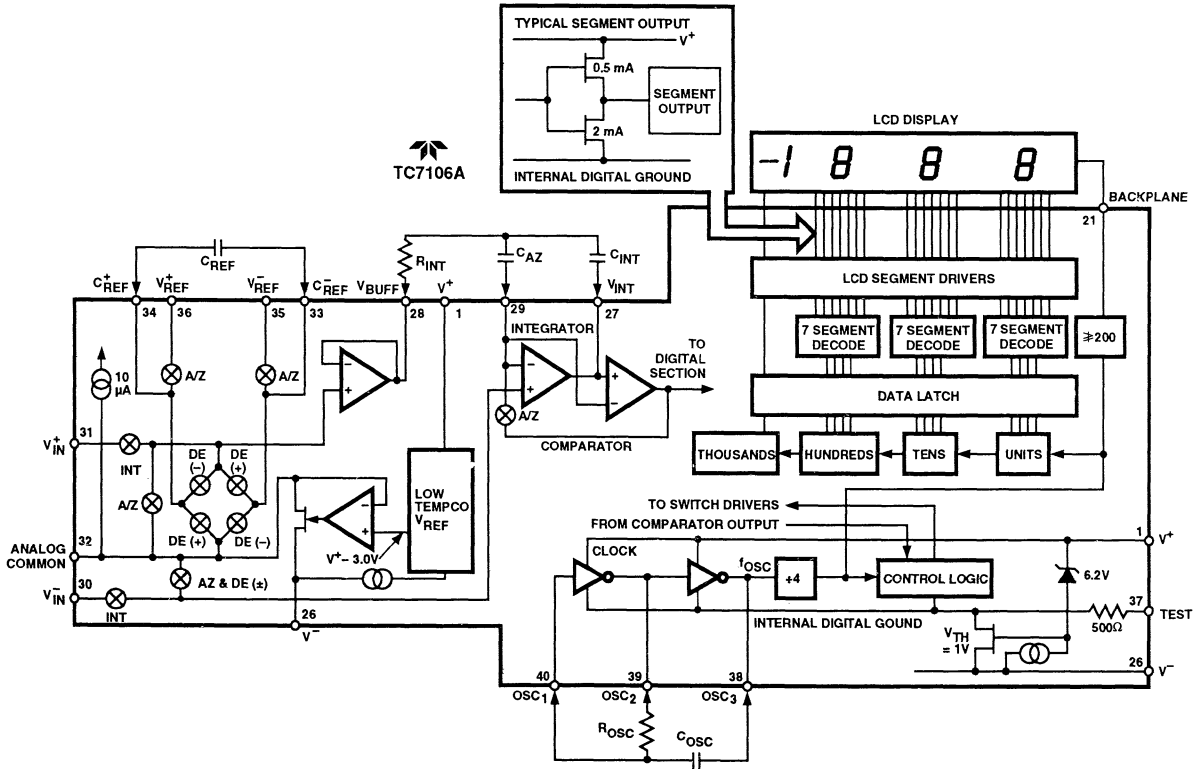 TYPICAL SEGMENT OUTPUT
V+
0.5 mA
SEGMENT
OUTPUT
2 mA
INTERNAL DIGITAL GROUND
TC7106A
LCD DISPLAY
-1 8 8 8
BACKPLANE
21
CREF
RINT
CAZ
CINT
C+REF
V+REF
V-REF
C-REF
VBUFF
V+
VINT
34
36
35
33
28
1
29
27
LCD SEGMENT DRIVERS
7 SEGMENT
DECODE
7 SEGMENT
DECODE
7 SEGMENT
DECODE
≥200
INTEGRATOR
TO
DIGITAL
SECTION
10
µA
A/Z
A/Z
A/Z
COMPARATOR
DATA LATCH
THOUSANDS
HUNDREDS
TENS
UNITS
31
V+IN
INT
DE
(-)
DE
(+)
A/Z
DE (+)
DE (-)
LOW
TEMPCO
VREF
V+ – 3.0V
32
ANALOG
COMMON
AZ & DE (±)
30
V-IN
INT
26
V-
TO SWITCH DRIVERS
FROM COMPARATOR OUTPUT
CLOCK
fOSC
÷4
CONTROL LOGIC
1
V+
6.2V
37
TEST
500Ω
INTERNAL DIGITAL GOUND
VTH
= 1V
26
V-
40
39
38
OSC1
OSC2
OSC3
ROSC
COSC